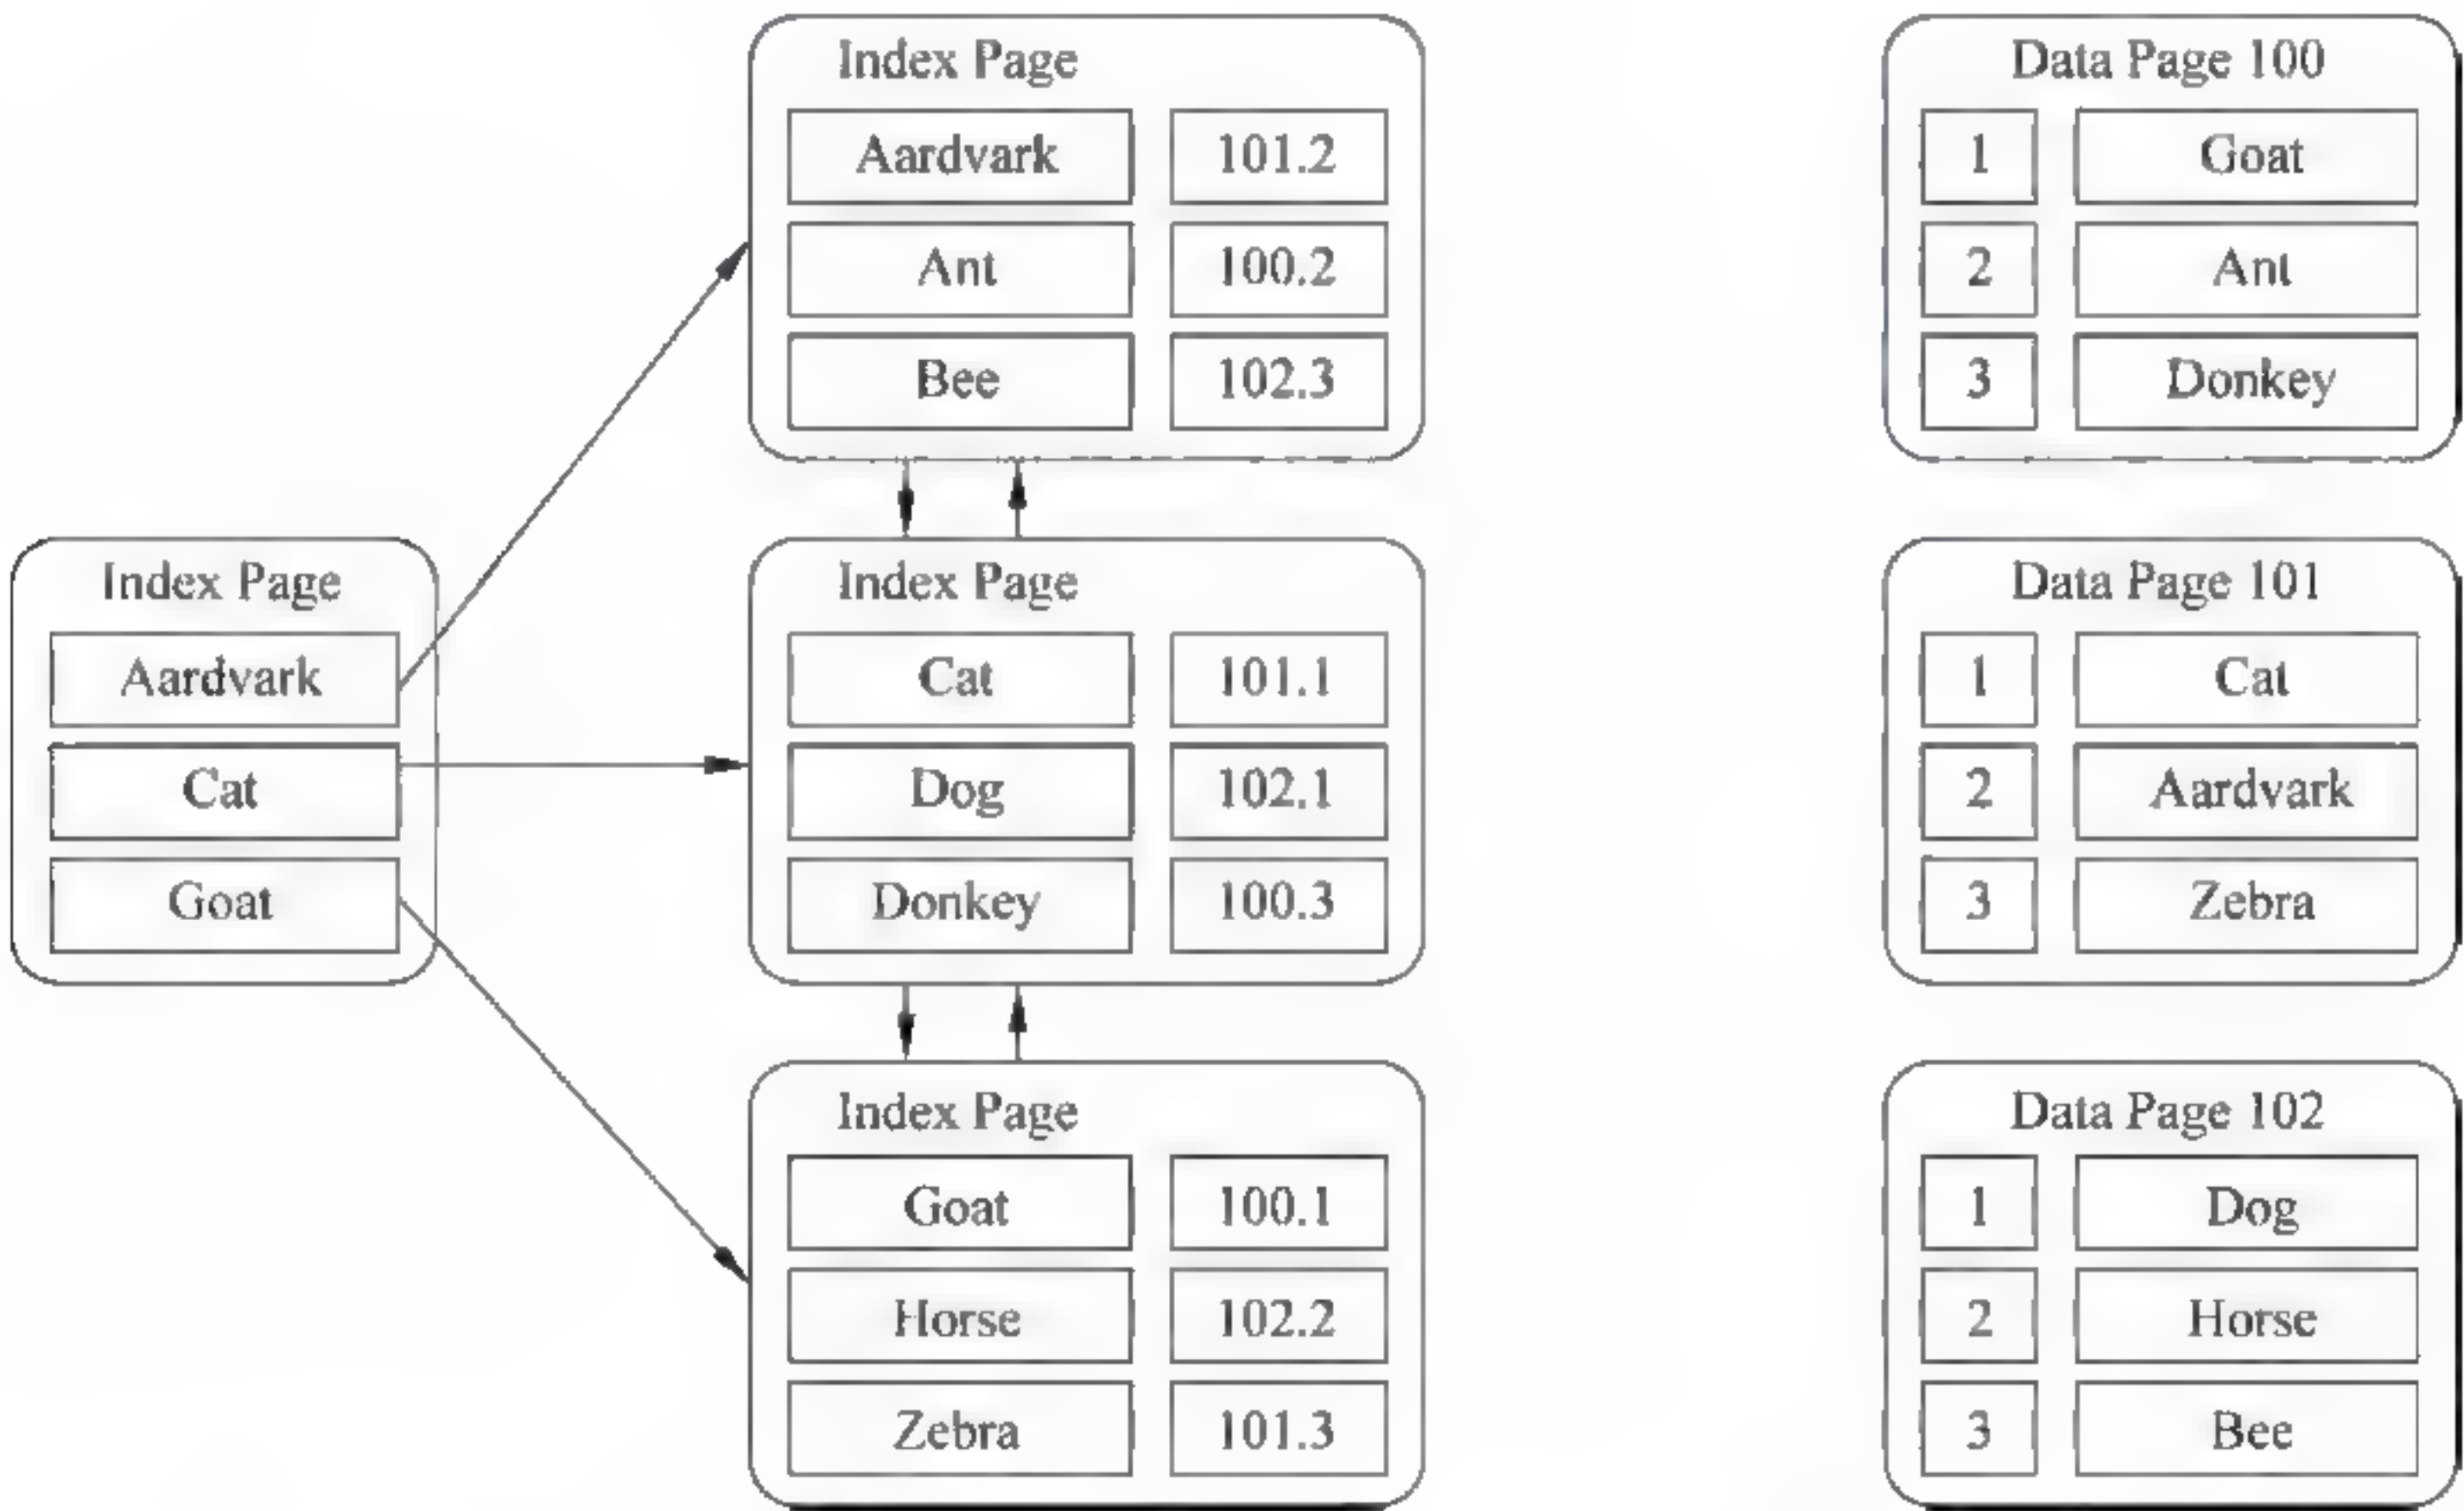 Index Page
Aardvark
Cat
Goat
Index Page
Aardvark 101.2
Ant 100.2
Bee 102.3
Index Page
Cat 101.1
Dog 102.1
Donkey 100.3
Index Page
Goat 100.1
Horse 102.2
Zebra 101.3
Data Page 100
1 Goat
2 Ant
3 Donkey
Data Page 101
1 Cat
2 Aardvark
3 Zebra
Data Page 102
1 Dog
2 Horse
3 Bee